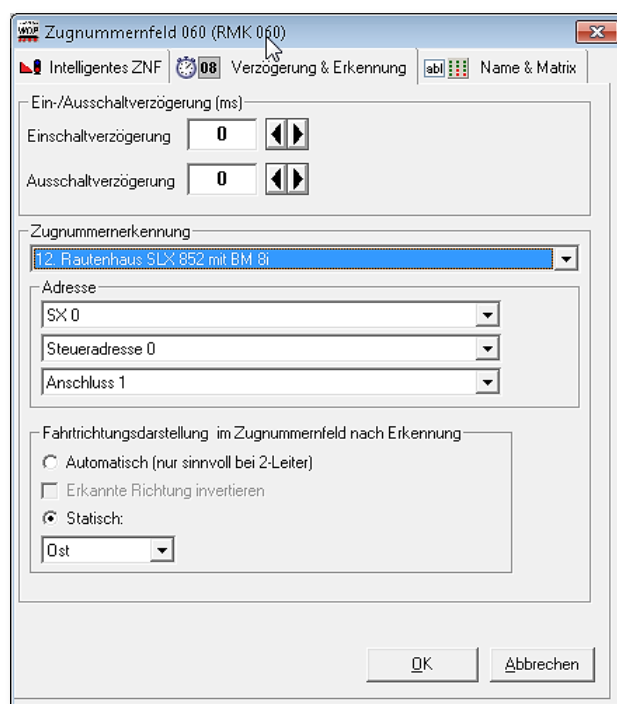 WDP Zugnummernfeld 060 (RMK 060)
Intelligentes ZNF 08 Verzögerung & Erkennung abl Name & Matrix
Ein-/Ausschaltverzögerung (ms)
Einschaltverzögerung 0
Ausschaltverzögerung 0
Zugnummernerkennung
12. Rautenhaus SLX 852 mit BM 8i
Adresse
SX 0
Steueradresse 0
Anschluss 1
Fahrtrichtungsdarstellung im Zugnummernfeld nach Erkennung
Automatisch (nur sinnvoll bei 2-Leiter)
Erkannte Richtung invertieren
Statisch:
Ost
OK Abbrechen